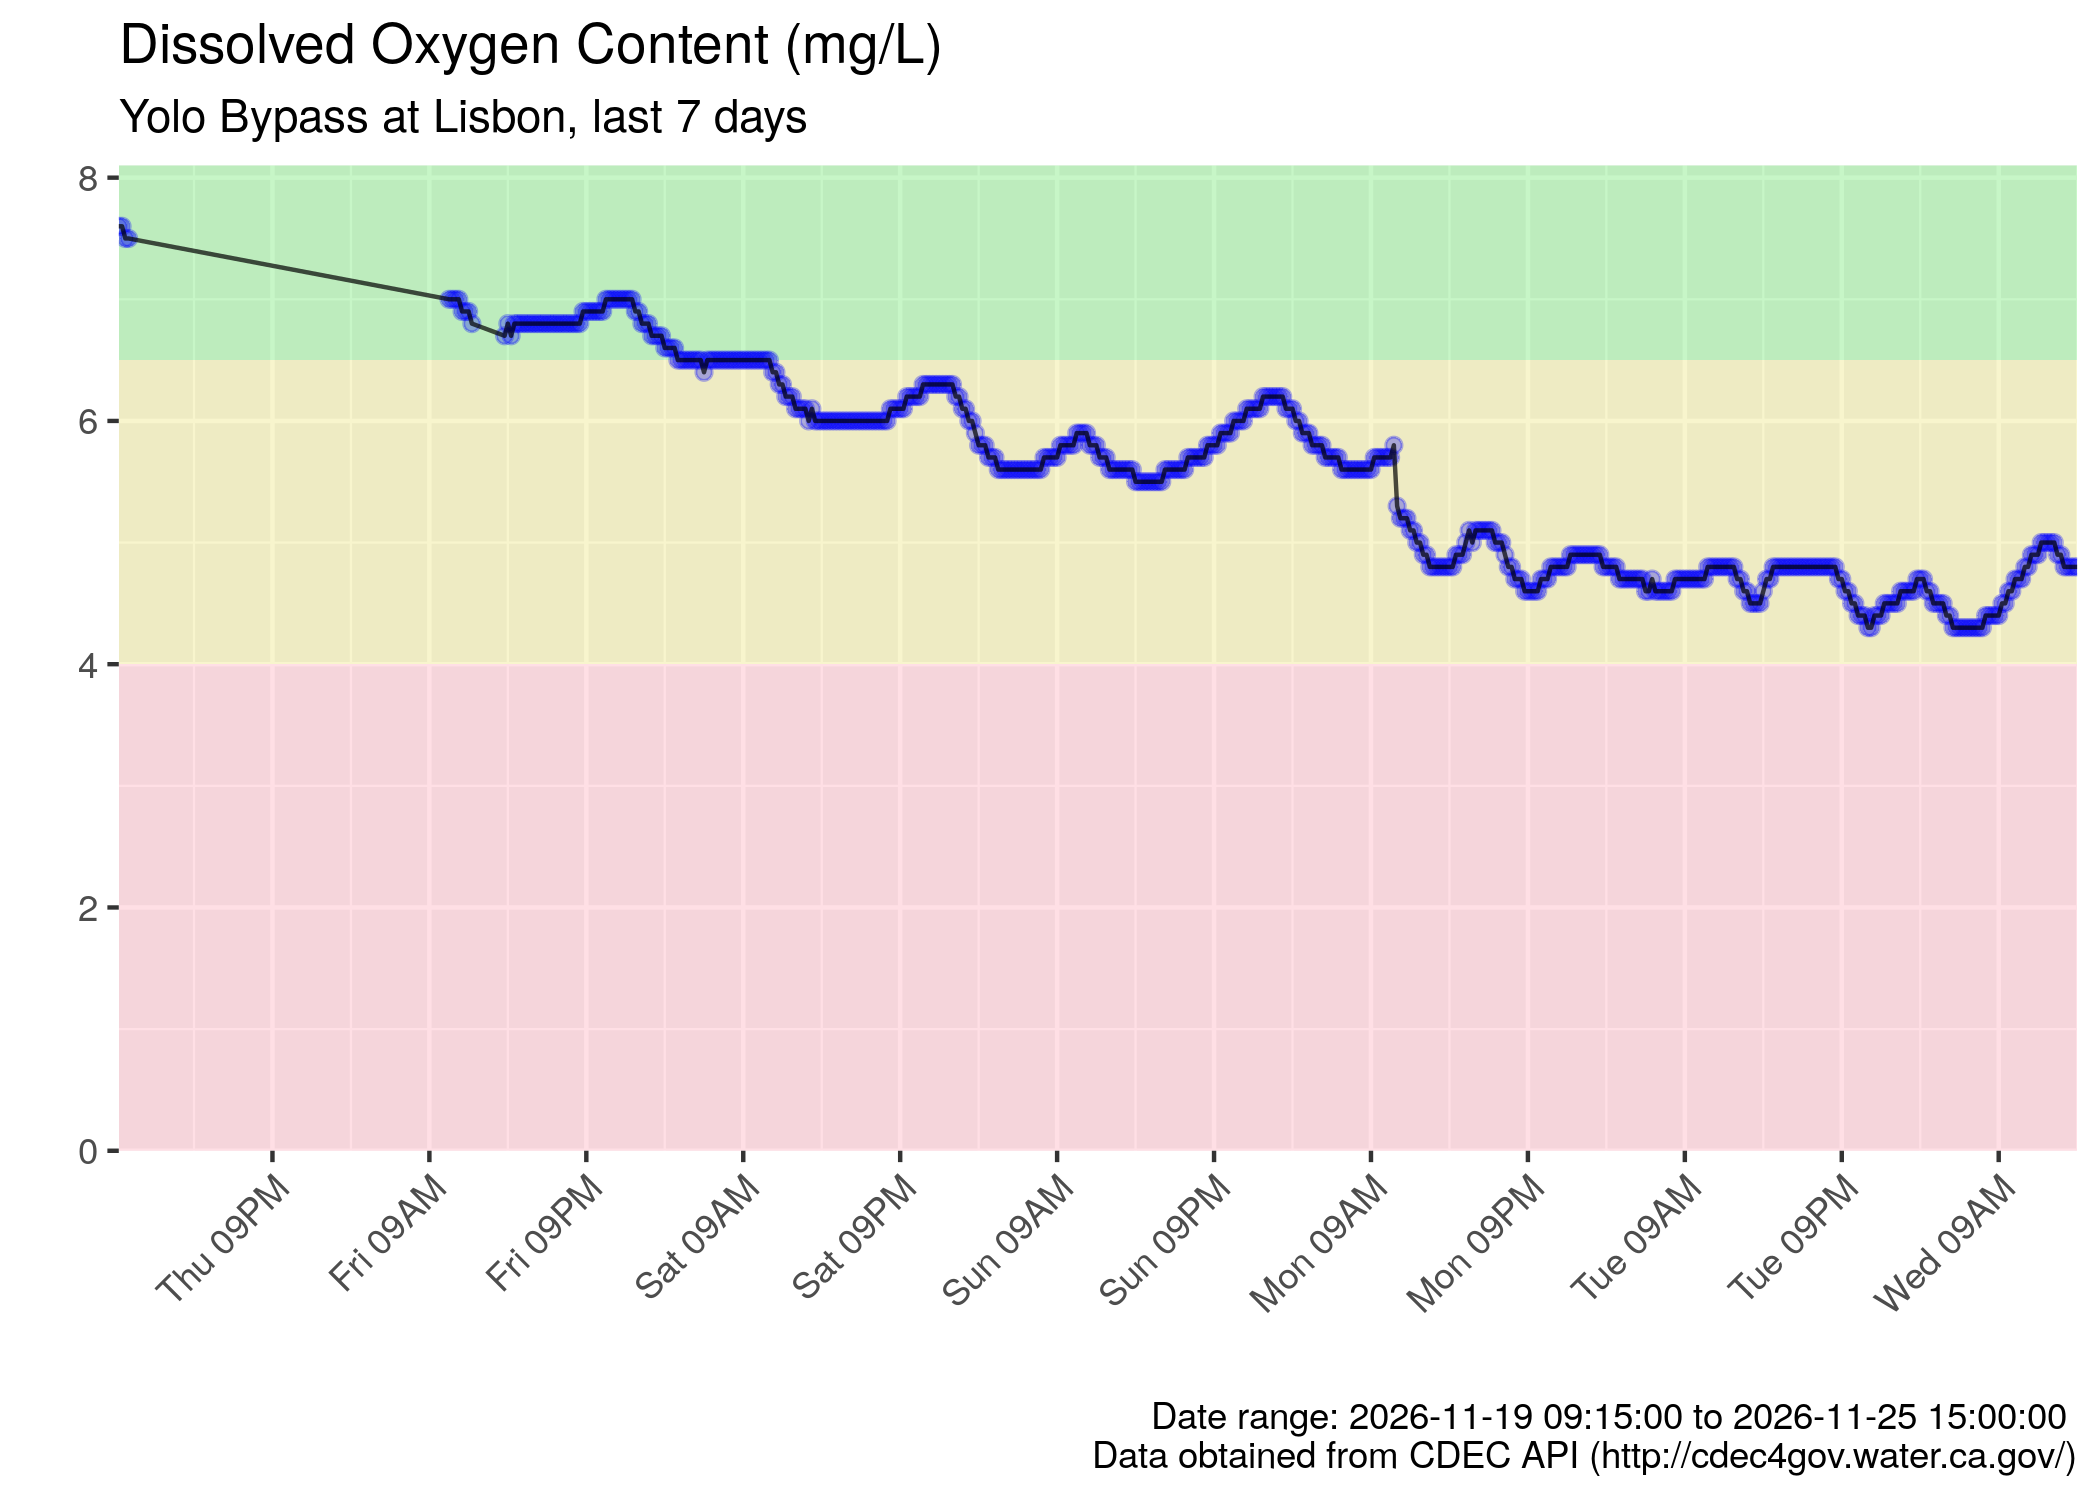 Dissolved Oxygen Content (mg/L)
Yolo Bypass at Lisbon, last 7 days
8
6
4
2
0
Thu 09PM
Fri 09AM
Fri 09PM
Sat 09AM
Sat 09PM
Sun 09AM
Sun 09PM
Mon 09AM
Mon 09PM
Tue 09AM
Tue 09PM
Wed 09AM
Date range: 2026-11-19 09:15:00 to 2026-11-25 15:00:00
Data obtained from CDEC API (http://cdec4gov.water.ca.gov/)